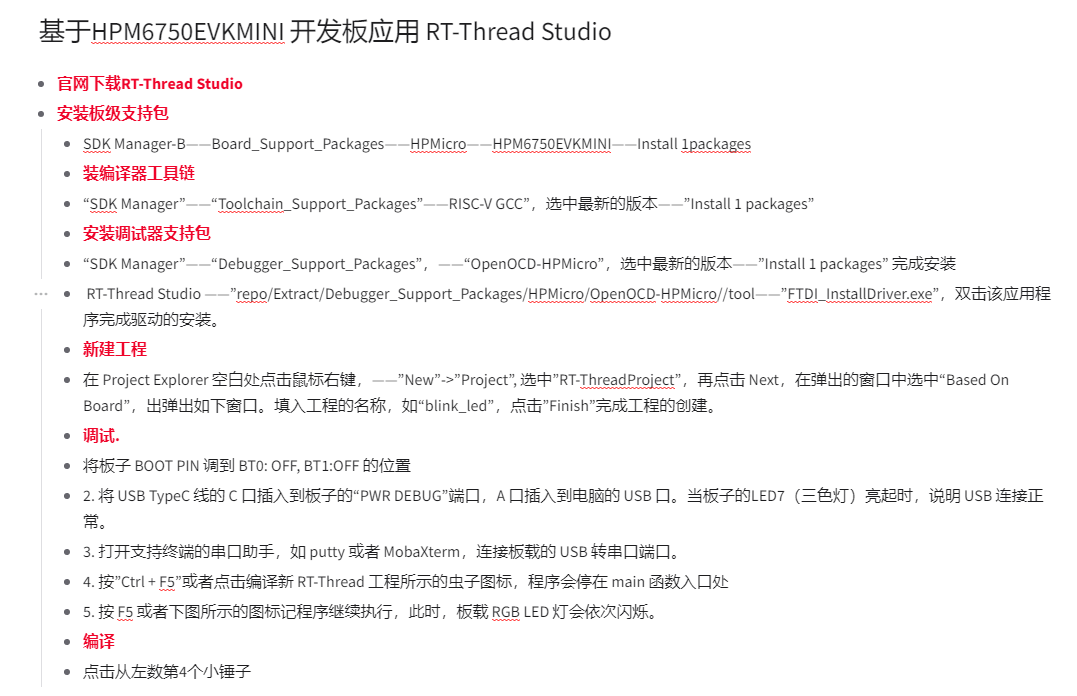 基于HPM6750EVKMINI 开发板应用 RT-Thread Studio
官网下载RT-Thread Studio
安装板级支持包
SDK Manager-B——Board_Support_Packages——HPMicro——HPM6750EVKMINI——Install 1packages
装编译器工具链
“SDK Manager”——“Toolchain_Support_Packages”——RISC-V GCC”，选中最新的版本——”Install 1 packages”
安装调试器支持包
“SDK Manager”——“Debugger_Support_Packages”，——“OpenOCD-HPMicro”，选中最新的版本——”Install 1 packages” 完成安装
RT-Thread Studio ——”repo/Extract/Debugger_Support_Packages/HPMicro/OpenOCD-HPMicro//tool——”FTDI_InstallDriver.exe”，双击该应用程
序完成驱动的安装。
新建工程
在 Project Explorer 空白处点击鼠标右键，——”New”->”Project”, 选中”RT-ThreadProject”，再点击 Next，在弹出的窗口中选中“Based On
Board”，出弹出如下窗口。填入工程的名称，如“blink_led”，点击”Finish”完成工程的创建。
调试.
将板子 BOOT PIN 调到 BT0: OFF, BT1:OFF 的位置
2. 将 USB TypeC 线的 C 口插入到板子的“PWR DEBUG”端口，A 口插入到电脑的 USB 口。当板子的LED7（三色灯）亮起时，说明 USB 连接正
常。
3. 打开支持终端的串口助手，如 putty 或者 MobaXterm，连接板载的 USB 转串口端口。
4. 按”Ctrl + F5”或者点击编译新 RT-Thread 工程所示的虫子图标，程序会停在 main 函数入口处
5. 按 F5 或者下图所示的图标记程序继续执行，此时，板载 RGB LED 灯会依次闪烁。
编译
点击从左数第4个小锤子